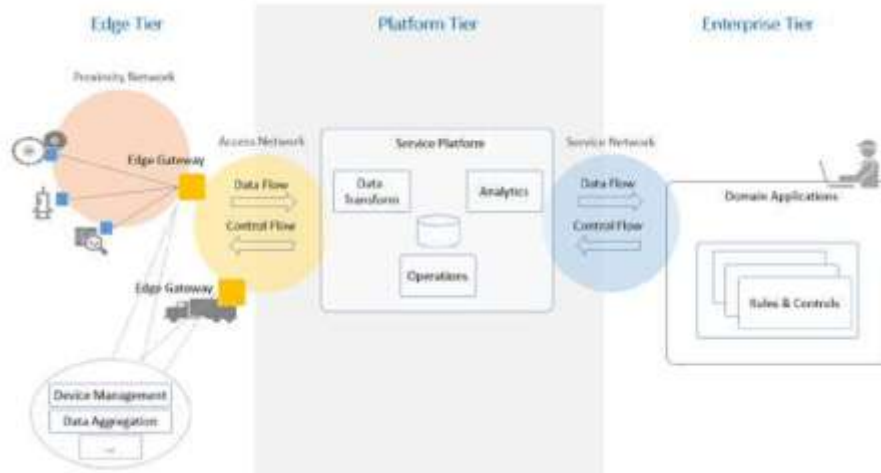 Edge Tier
Platform Tier
Enterprise Tier
Proximity Network
Access Network
Service Platform
Service Network
Edge Gateway
Data Flow
Data
Transform
Analytics
Data Flow
Domain Applications
Control Flow
Control Flow
Operations
Edge Gateway
Rules & Controls
Device Management
Data Aggregation
...